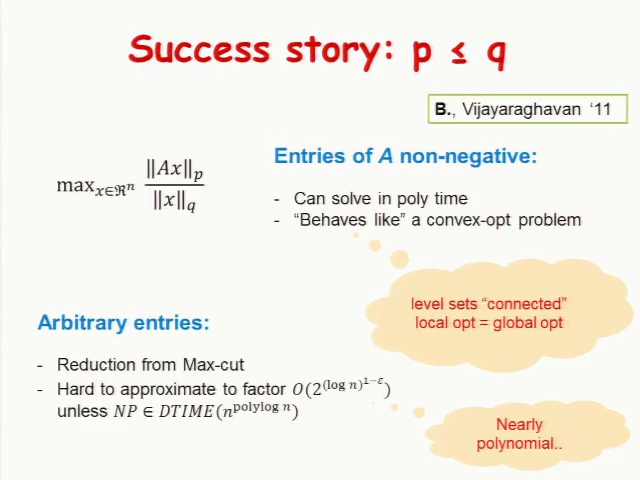 Success story: p ≤ q
B., Vijayaraghavan ‘11
Entries of A non-negative:
max_{x∈ℜ^n} ‖Ax‖_p / ‖x‖_q
- Can solve in poly time
- “Behaves like” a convex-opt problem
level sets “connected”
local opt = global opt
Arbitrary entries:
- Reduction from Max-cut
- Hard to approximate to factor O(2^{(log n)^{1−ε}})
unless NP ∈ DTIME(n^{polylog n})
Nearly
polynomial..